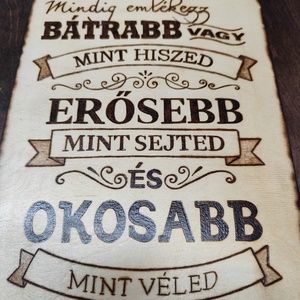 Mindig emlékezz
BÁTRABB VAGY
MINT HISZED
ERŐSEBB
MINT SEJTED
ÉS
OKOSABB
MINT VÉLED